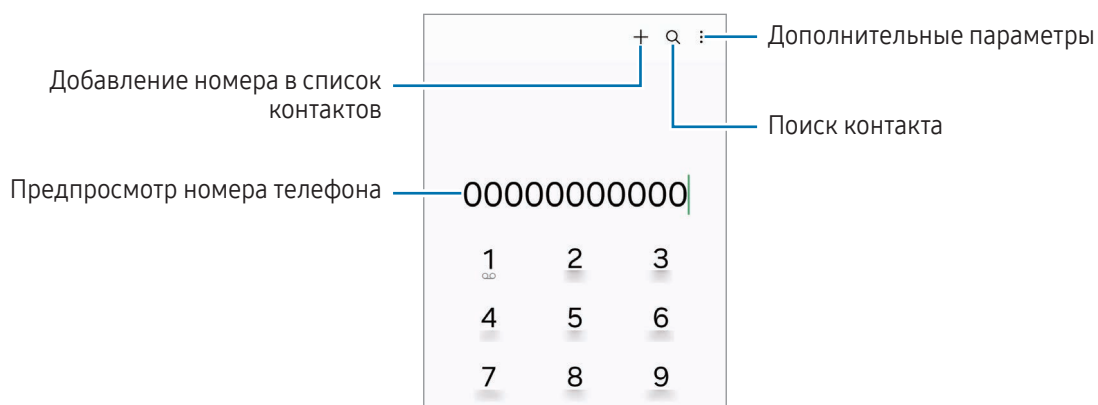 Дополнительные параметры
Добавление номера в список
контактов
Поиск контакта
Предпросмотр номера телефона
00000000000
1 2 3
4 5 6
7 8 9